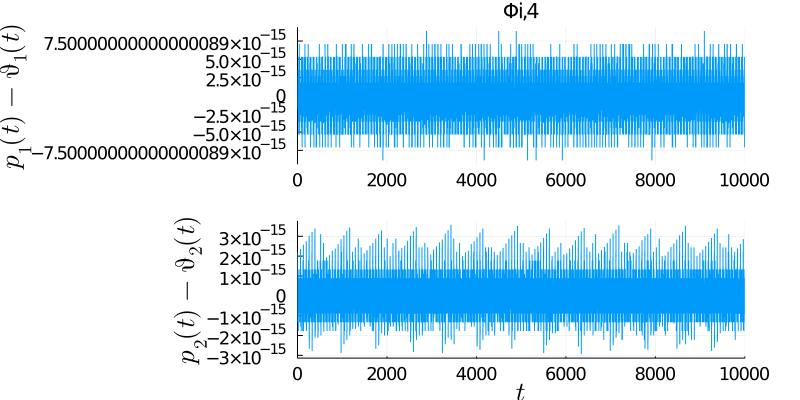 Φi,4
p₁(t) − ϑ₁(t)
7.500000000000000089×10⁻¹⁵
5.0×10⁻¹⁵
2.5×10⁻¹⁵
0
−2.5×10⁻¹⁵
−5.0×10⁻¹⁵
−7.500000000000000089×10⁻¹⁵
0 2000 4000 6000 8000 10000
p₂(t) − ϑ₂(t)
3×10⁻¹⁵
2×10⁻¹⁵
1×10⁻¹⁵
0
−1×10⁻¹⁵
−2×10⁻¹⁵
−3×10⁻¹⁵
0 2000 4000 6000 8000 10000
t